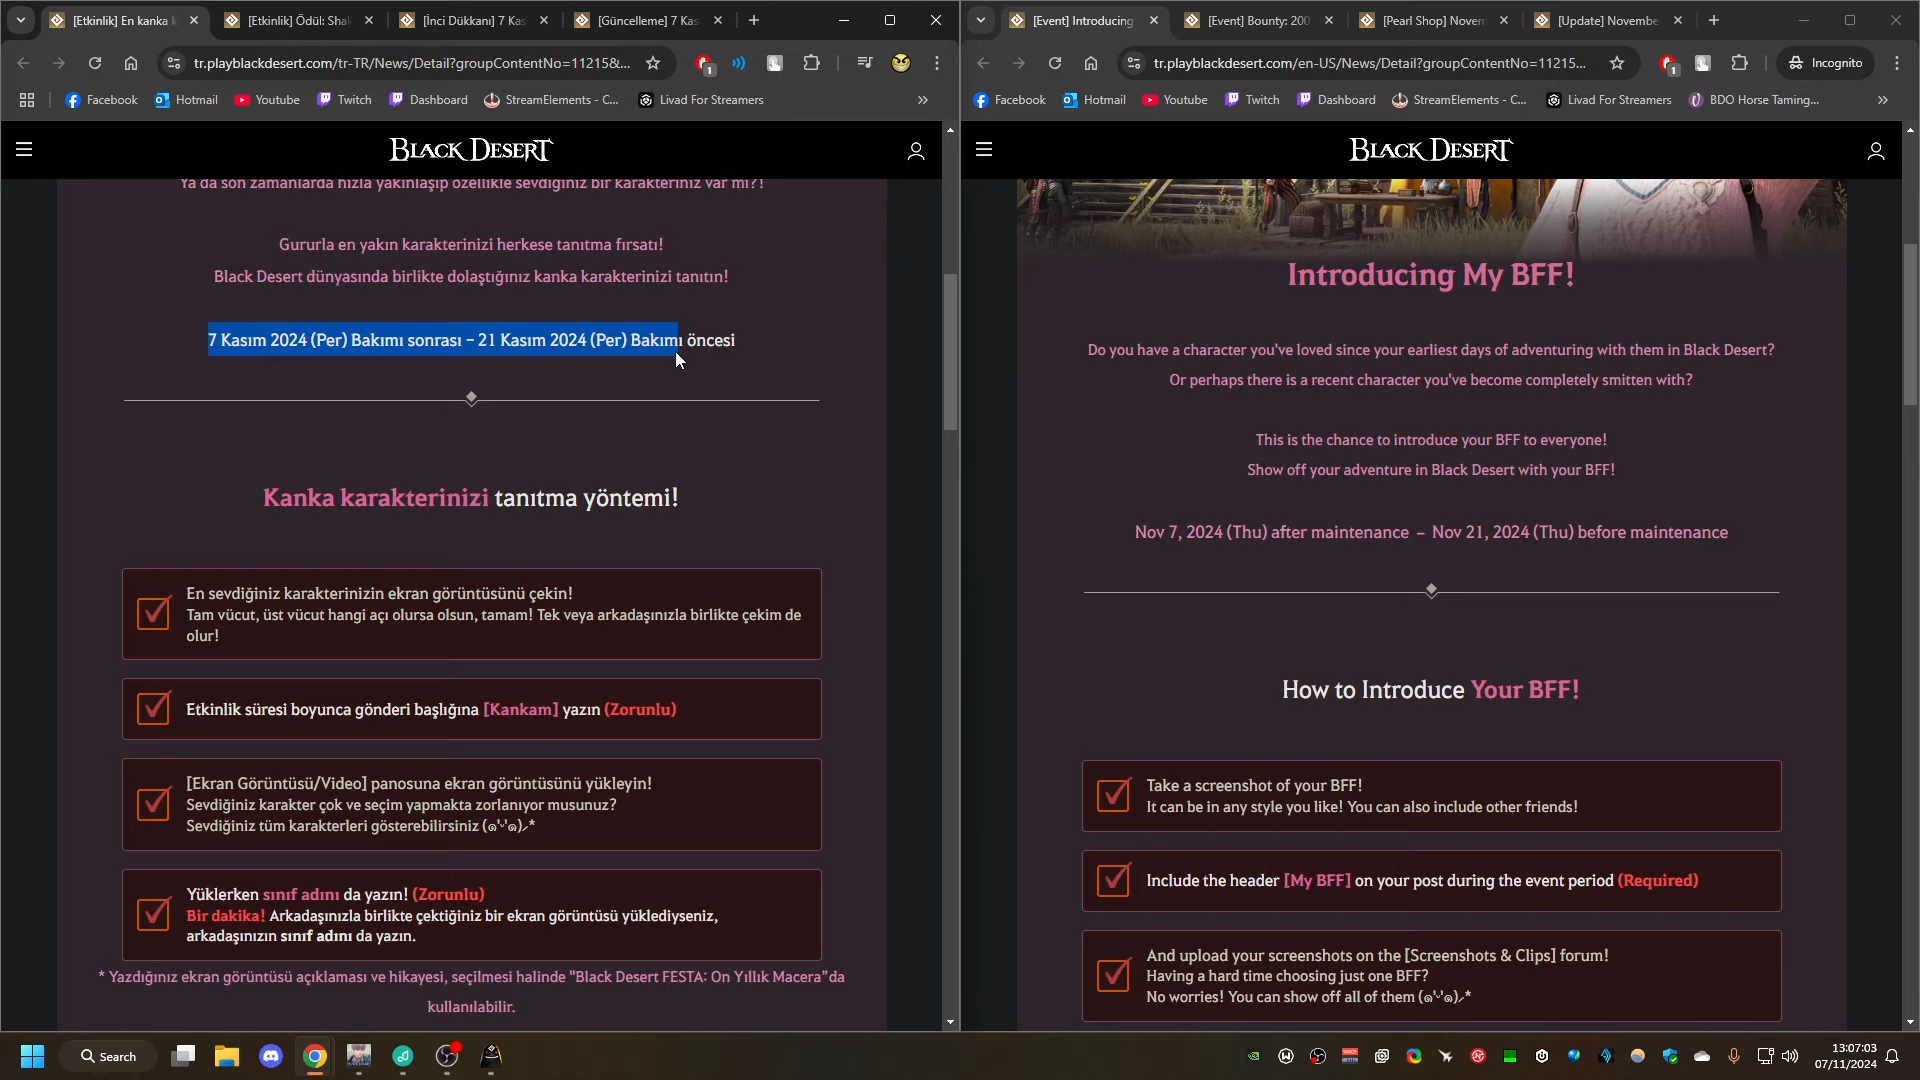 [Etkinlik] En kanka k
[Etkinlik] Ödül: Shak
[İnci Dükkanı] 7 Kas
[Güncelleme] 7 Kas
tr.playblackdesert.com/tr-TR/News/Detail?groupContentNo=11215&...
Facebook
Hotmail
Youtube
Twitch
Dashboard
StreamElements - C...
Livad For Streamers
BLACK DESERT
Ya da son zamanlarda hızla yakınlaşıp özellikle sevdiğiniz bir karakteriniz var mı?!
Gururla en yakın karakterinizi herkese tanıtma fırsatı!
Black Desert dünyasında birlikte dolaştığınız kanka karakterinizi tanıtın!
7 Kasım 2024 (Per) Bakımı sonrası – 21 Kasım 2024 (Per) Bakımı öncesi
Kanka karakterinizi tanıtma yöntemi!
En sevdiğiniz karakterinizin ekran görüntüsünü çekin!
Tam vücut, üst vücut hangi açı olursa olsun, tamam! Tek veya arkadaşınızla birlikte çekim de
olur!
Etkinlik süresi boyunca gönderi başlığına [Kankam] yazın (Zorunlu)
[Ekran Görüntüsü/Video] panosuna ekran görüntüsünü yükleyin!
Sevdiğiniz karakter çok ve seçim yapmakta zorlanıyor musunuz?
Sevdiğiniz tüm karakterleri gösterebilirsiniz (๑'ᵕ'๑)⸝*
Yüklerken sınıf adını da yazın! (Zorunlu)
Bir dakika! Arkadaşınızla birlikte çektiğiniz bir ekran görüntüsü yüklediyseniz,
arkadaşınızın sınıf adını da yazın.
* Yazdığınız ekran görüntüsü açıklaması ve hikayesi, seçilmesi halinde "Black Desert FESTA: On Yıllık Macera”da
kullanılabilir.
[Event] Introducing
[Event] Bounty: 200
[Pearl Shop] Novem
[Update] Novembe
tr.playblackdesert.com/en-US/News/Detail?groupContentNo=11215...
Incognito
Facebook
Hotmail
Youtube
Twitch
Dashboard
StreamElements - C...
Livad For Streamers
BDO Horse Taming...
BLACK DESERT
Introducing My BFF!
Do you have a character you've loved since your earliest days of adventuring with them in Black Desert?
Or perhaps there is a recent character you've become completely smitten with?
This is the chance to introduce your BFF to everyone!
Show off your adventure in Black Desert with your BFF!
Nov 7, 2024 (Thu) after maintenance – Nov 21, 2024 (Thu) before maintenance
How to Introduce Your BFF!
Take a screenshot of your BFF!
It can be in any style you like! You can also include other friends!
Include the header [My BFF] on your post during the event period (Required)
And upload your screenshots on the [Screenshots & Clips] forum!
Having a hard time choosing just one BFF?
No worries! You can show off all of them (๑'ᵕ'๑)⸝*
Search
13:07:03
07/11/2024